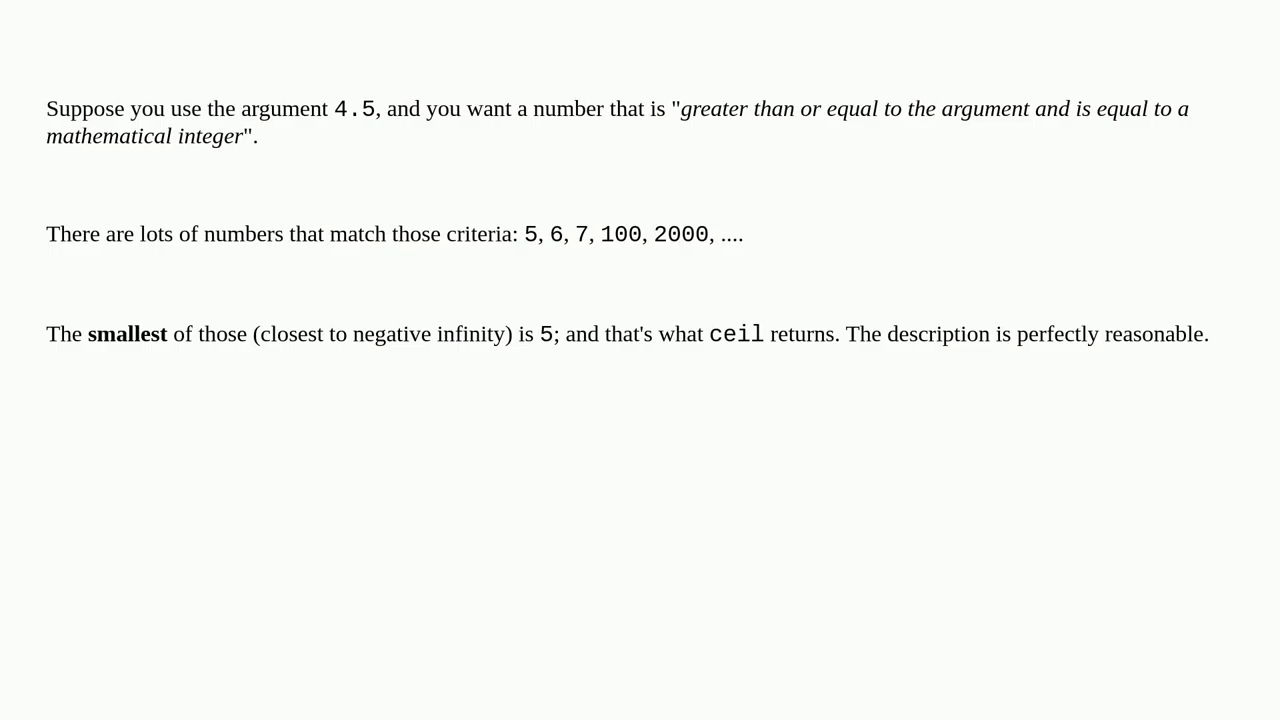 Suppose you use the argument 4.5, and you want a number that is "greater than or equal to the argument and is equal to a
mathematical integer".
There are lots of numbers that match those criteria: 5, 6, 7, 100, 2000, ....
The smallest of those (closest to negative infinity) is 5; and that's what ceil returns. The description is perfectly reasonable.